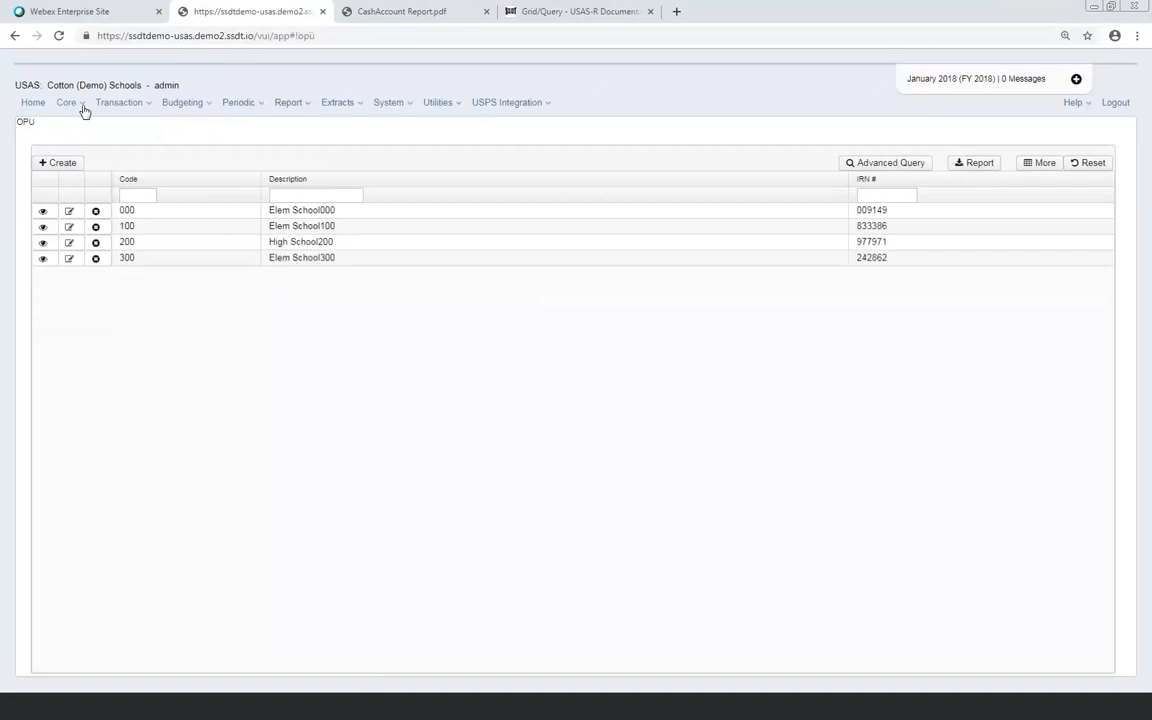 Webex Enterprise Site
https://ssdtdemo-usas.demo2.ss
CashAccount Report.pdf
Grid/Query - USAS-R Document
https://ssdtdemo-usas.demo2.ssdt.io/vui/app#!opu
USAS: Cotton (Demo) Schools - admin
January 2018 (FY 2018) | 0 Messages
Home Core Transaction Budgeting Periodic Report Extracts System Utilities USPS Integration Help Logout
OPU
Create Advanced Query Report More Reset
Code Description IRN #
000 Elem School000 009149
100 Elem School100 833386
200 High School200 977971
300 Elem School300 242862